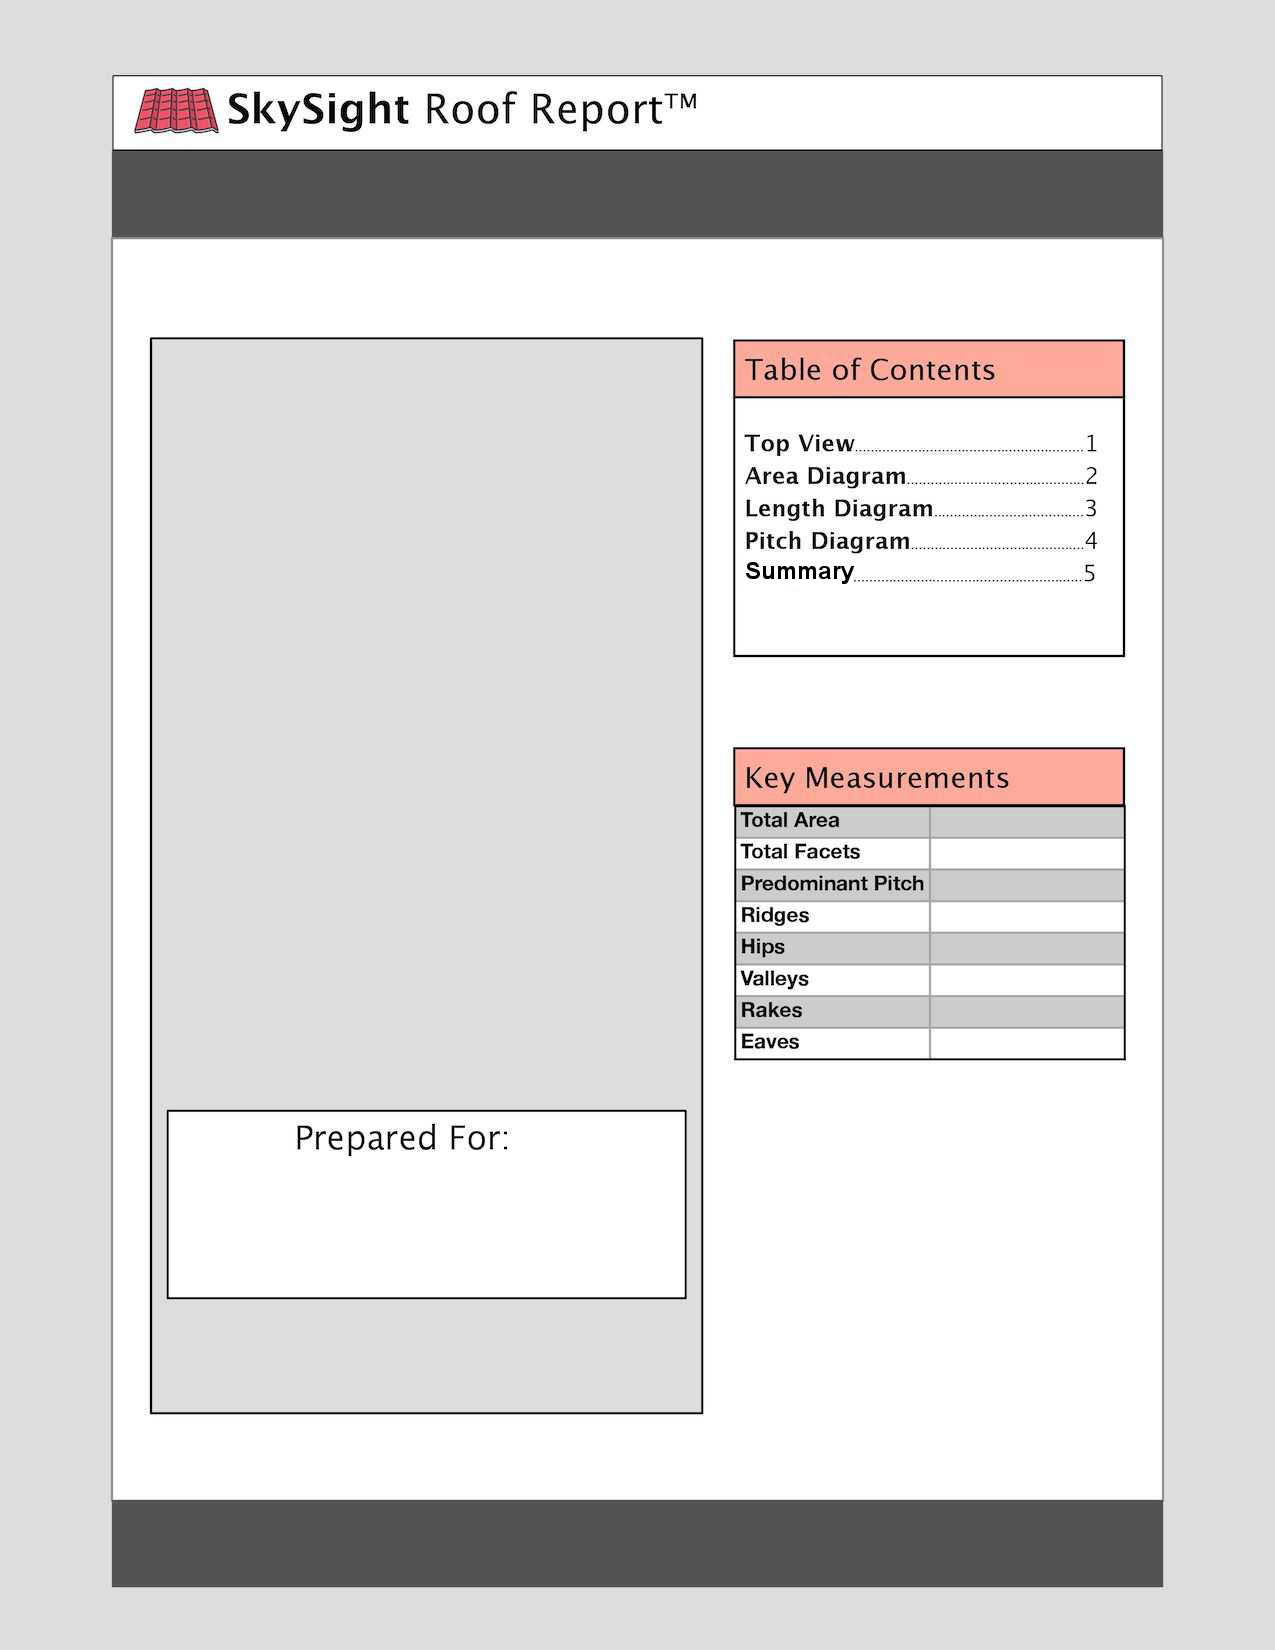 SkySight Roof Report™
Table of Contents
Top View........................................................1
Area Diagram............................................2
Length Diagram.....................................3
Pitch Diagram...........................................4
Summary........................................................5
Key Measurements
Total Area
Total Facets
Predominant Pitch
Ridges
Hips
Valleys
Rakes
Eaves
Prepared For: